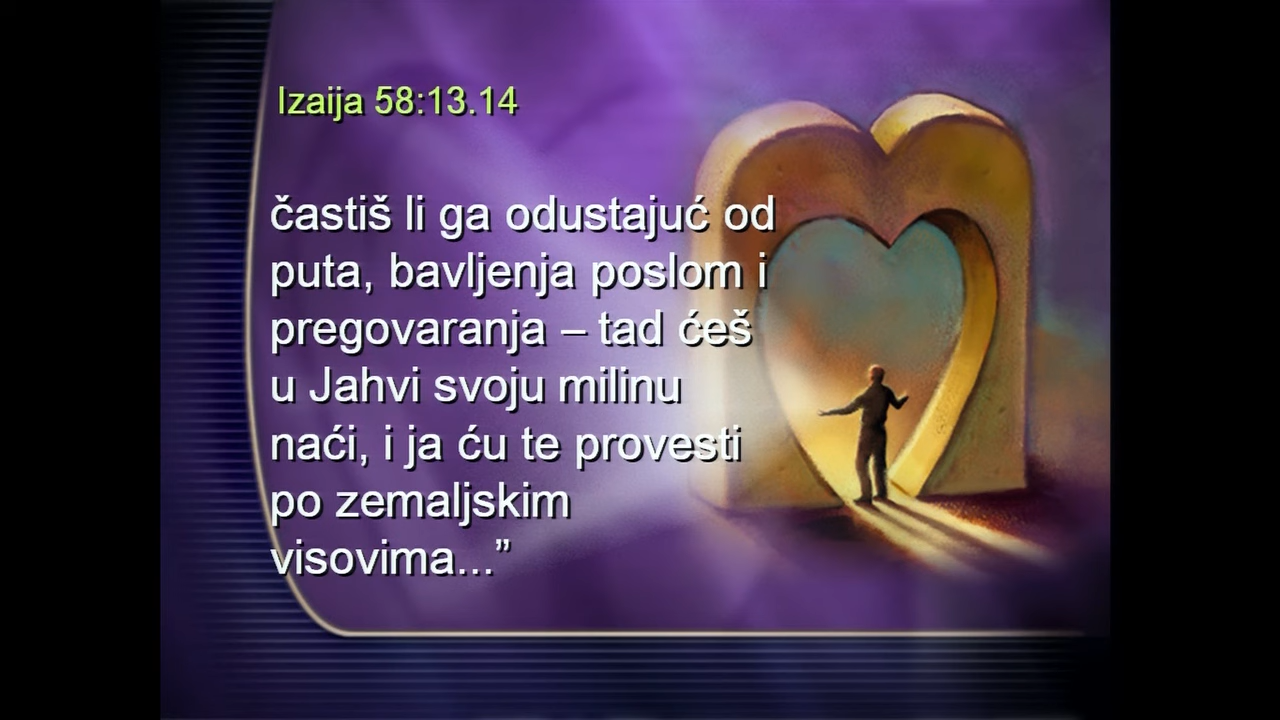 Izaija 58:13.14
častiš li ga odustajuć od
puta, bavljenja poslom i
pregovaranja – tad ćeš
u Jahvi svoju milinu
naći, i ja ću te provesti
po zemaljskim
visovima...”